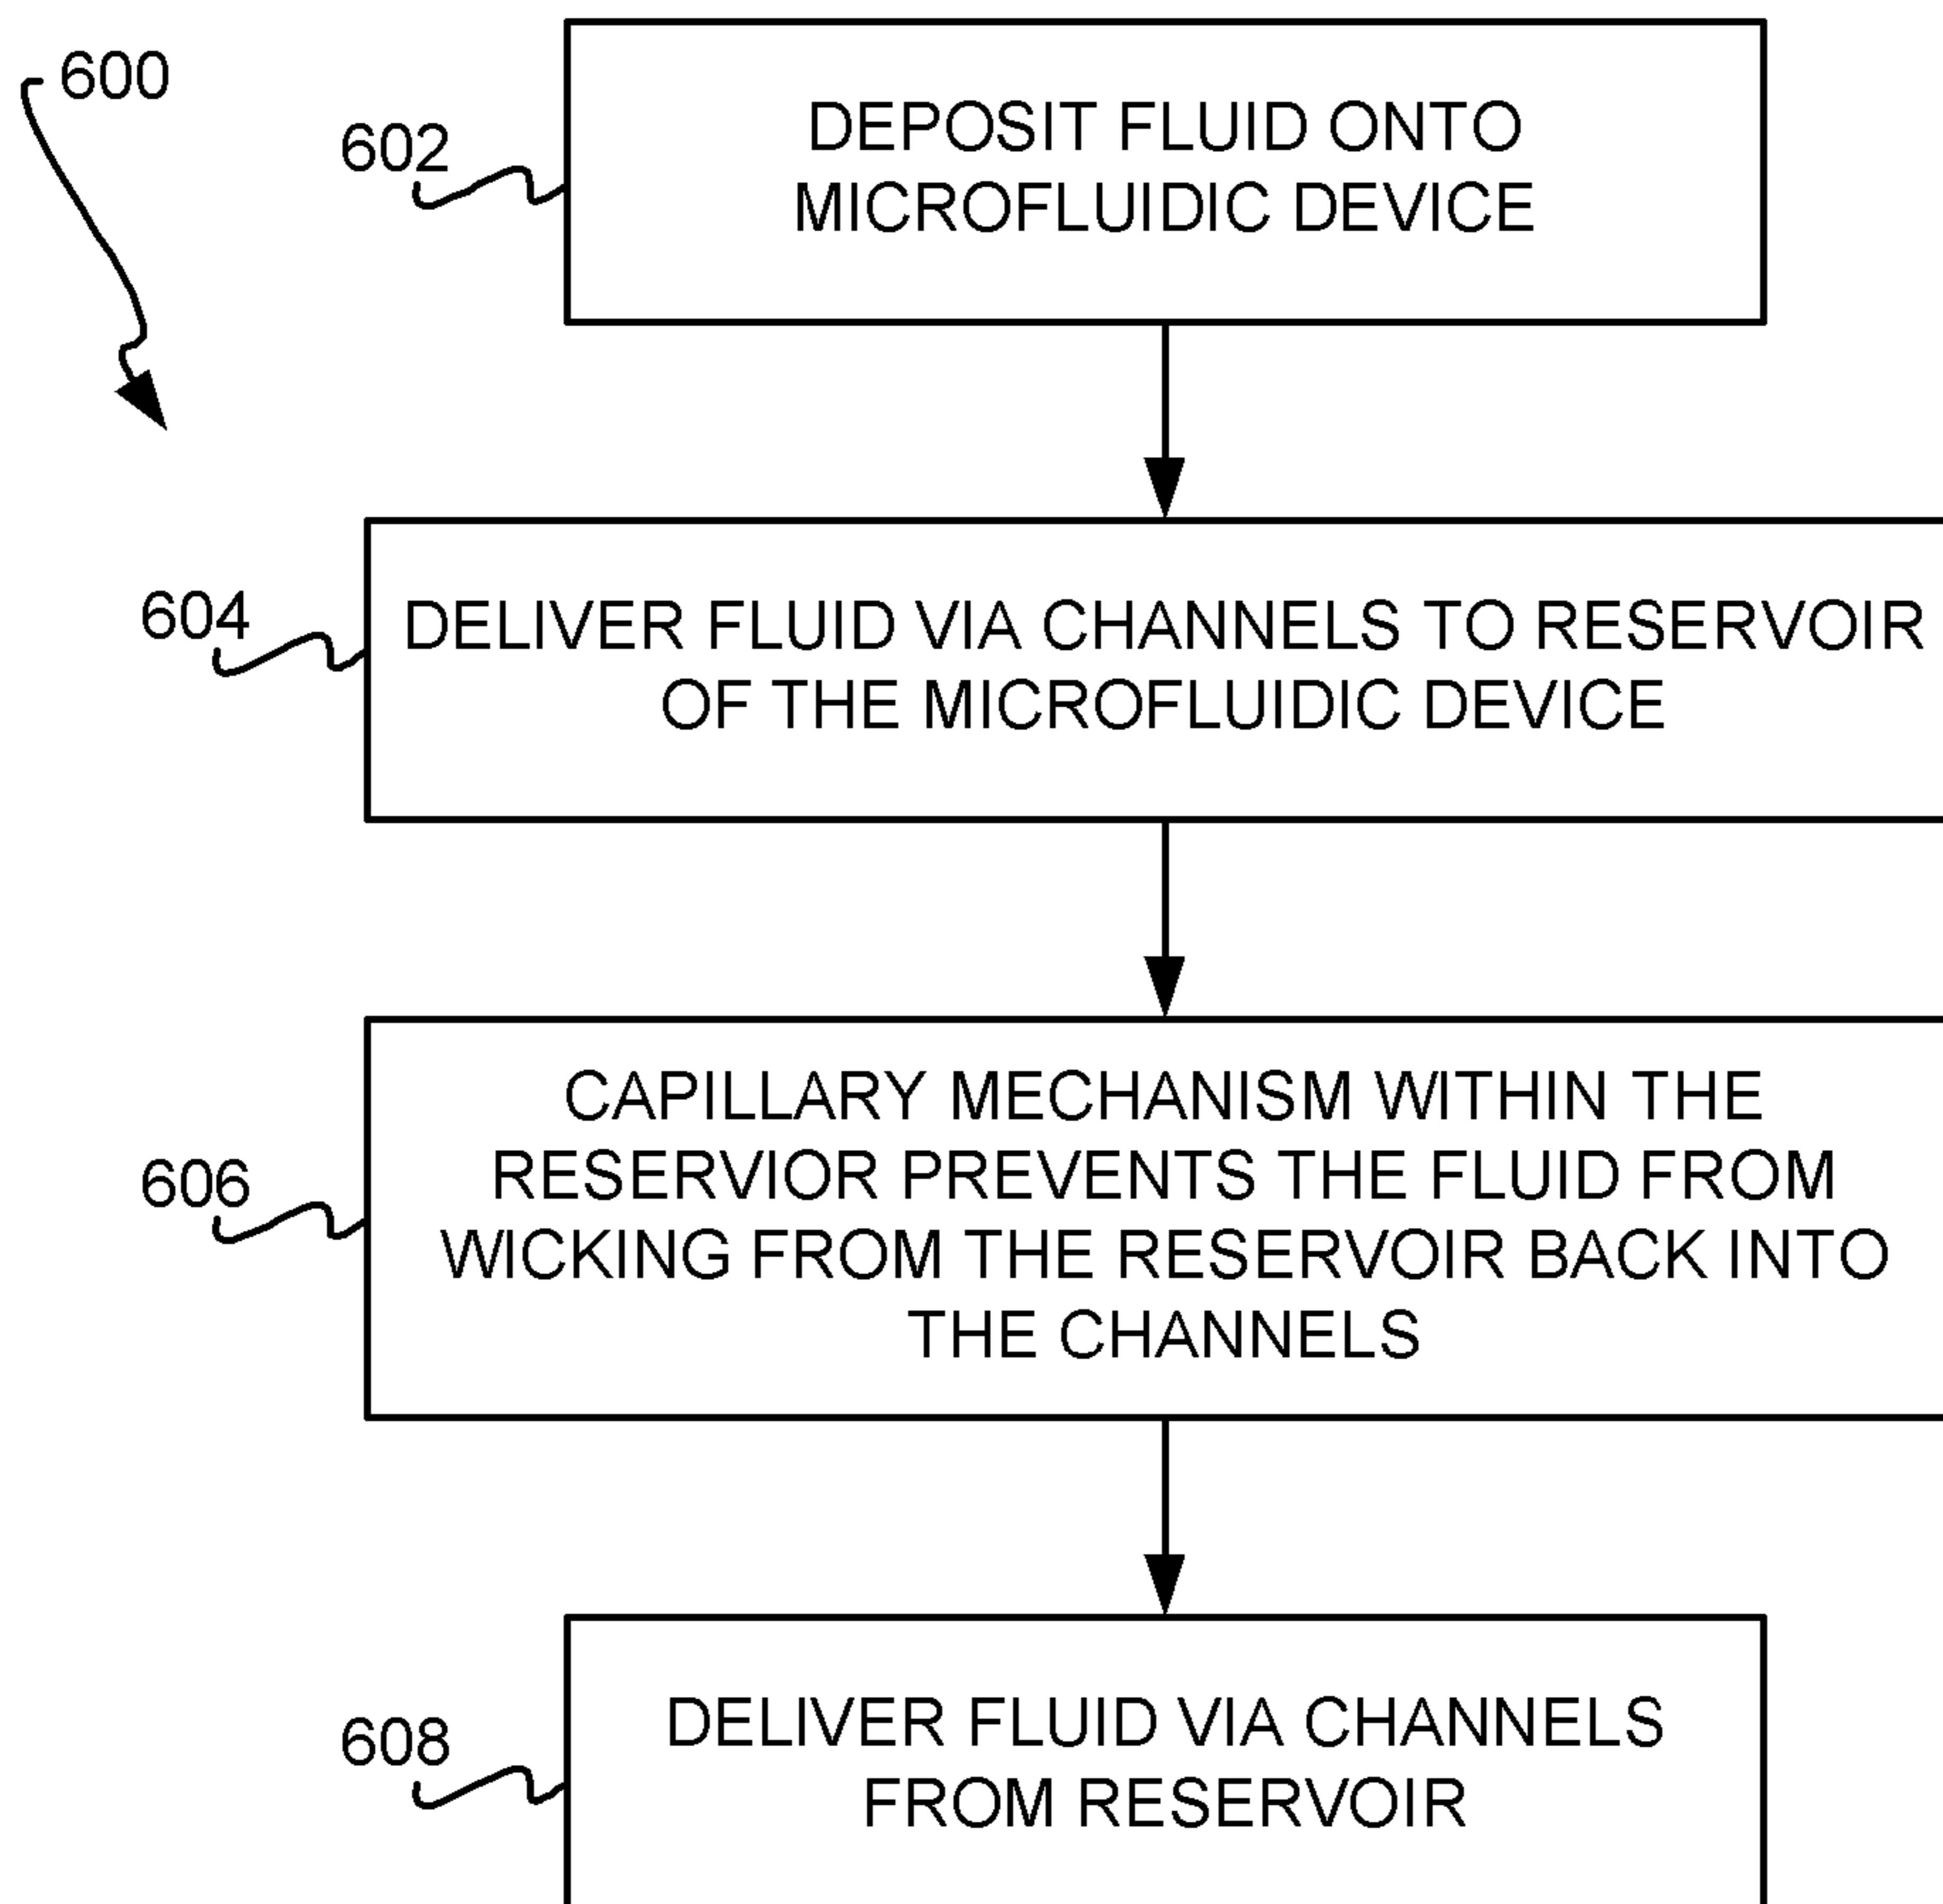 600
602
DEPOSIT FLUID ONTO
MICROFLUIDIC DEVICE
604
DELIVER FLUID VIA CHANNELS TO RESERVOIR
OF THE MICROFLUIDIC DEVICE
606
CAPILLARY MECHANISM WITHIN THE
RESERVIOR PREVENTS THE FLUID FROM
WICKING FROM THE RESERVOIR BACK INTO
THE CHANNELS
608
DELIVER FLUID VIA CHANNELS
FROM RESERVOIR